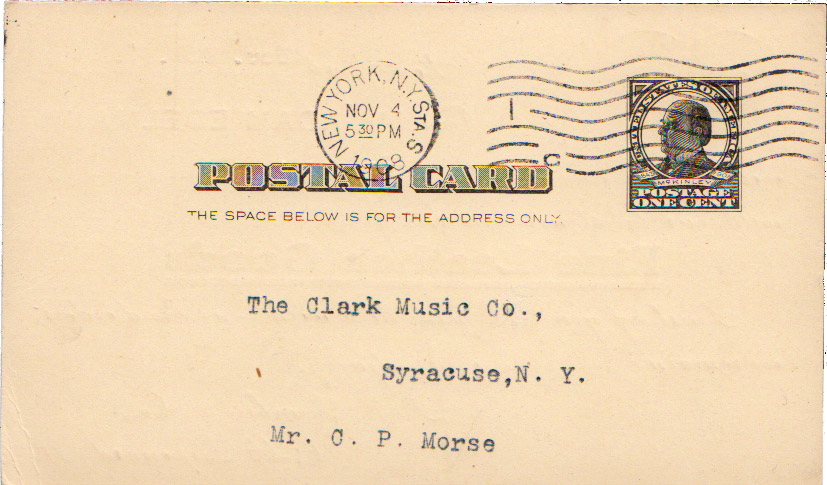 NEW YORK, N.Y. STA. S
NOV 4
5 30 PM
1908
1
C
UNITED STATES OF AMERICA
McKINLEY
POSTAGE
ONE CENT
POSTAL CARD
THE SPACE BELOW IS FOR THE ADDRESS ONLY.
The Clark Music Co.,
Syracuse,N. Y.
Mr. C. P. Morse